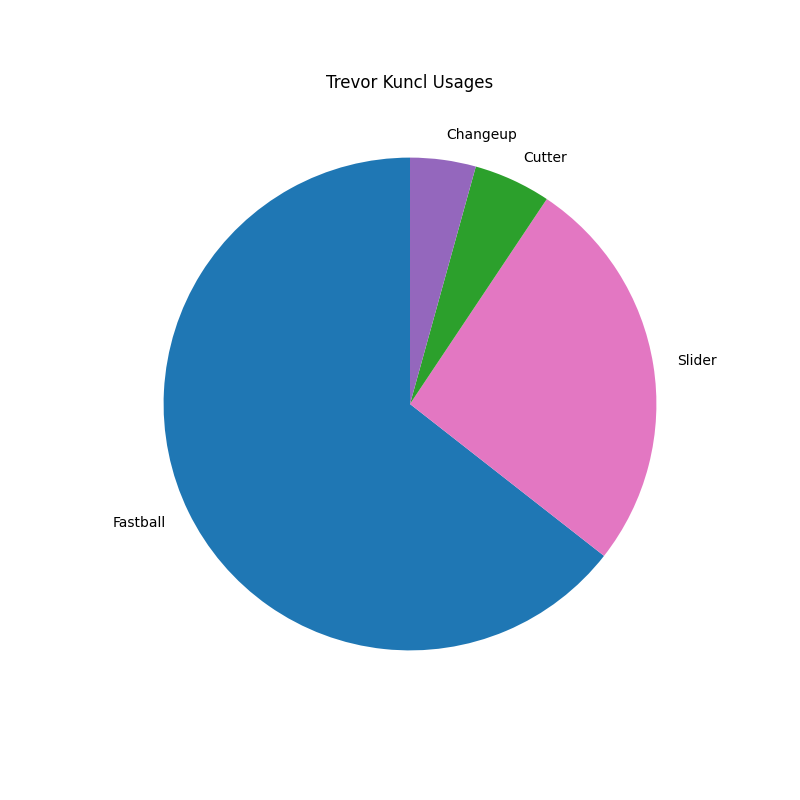 Trevor Kuncl Usages
Changeup
Cutter
Slider
Fastball